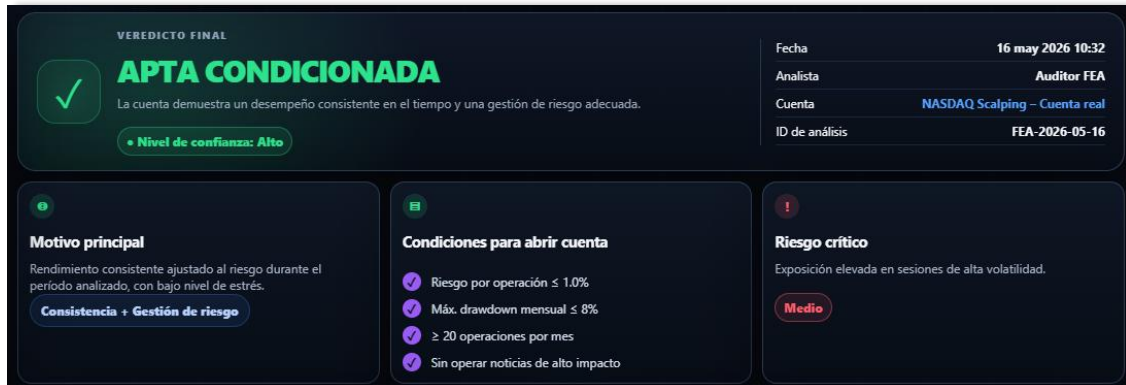 VEREDICTO FINAL
APTA CONDICIONADA
La cuenta demuestra un desempeño consistente en el tiempo y una gestión de riesgo adecuada.
• Nivel de confianza: Alto
Fecha 16 may 2026 10:32
Analista Auditor FEA
Cuenta NASDAQ Scalping – Cuenta real
ID de análisis FEA-2026-05-16
Motivo principal
Rendimiento consistente ajustado al riesgo durante el
período analizado, con bajo nivel de estrés.
Consistencia + Gestión de riesgo
Condiciones para abrir cuenta
Riesgo por operación ≤ 1.0%
Máx. drawdown mensual ≤ 8%
≥ 20 operaciones por mes
Sin operar noticias de alto impacto
Riesgo crítico
Exposición elevada en sesiones de alta volatilidad.
Medio